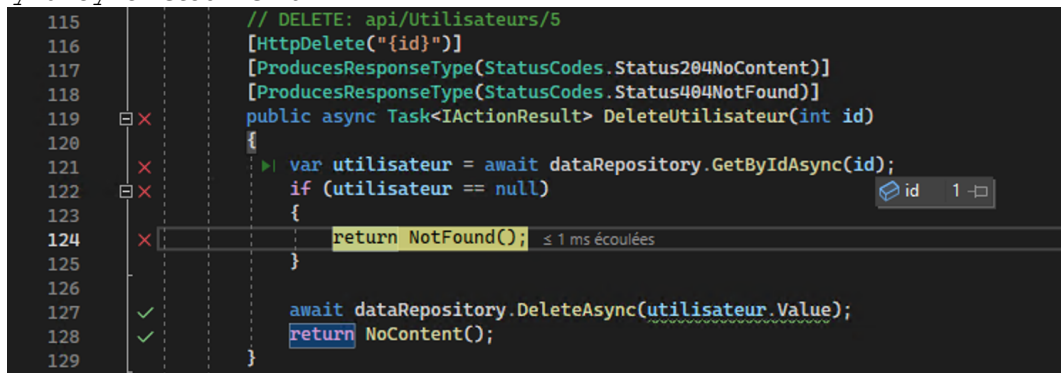 115 // DELETE: api/Utilisateurs/5
116 [HttpDelete("{id}")]
117 [ProducesResponseType(StatusCodes.Status204NoContent)]
118 [ProducesResponseType(StatusCodes.Status404NotFound)]
119 public async Task<IActionResult> DeleteUtilisateur(int id)
120 {
121 var utilisateur = await dataRepository.GetByIdAsync(id);
122 if (utilisateur == null)
id 1
123 {
124 return NotFound(); ≤ 1 ms écoulées
125 }
126
127 await dataRepository.DeleteAsync(utilisateur.Value);
128 return NoContent();
129 }